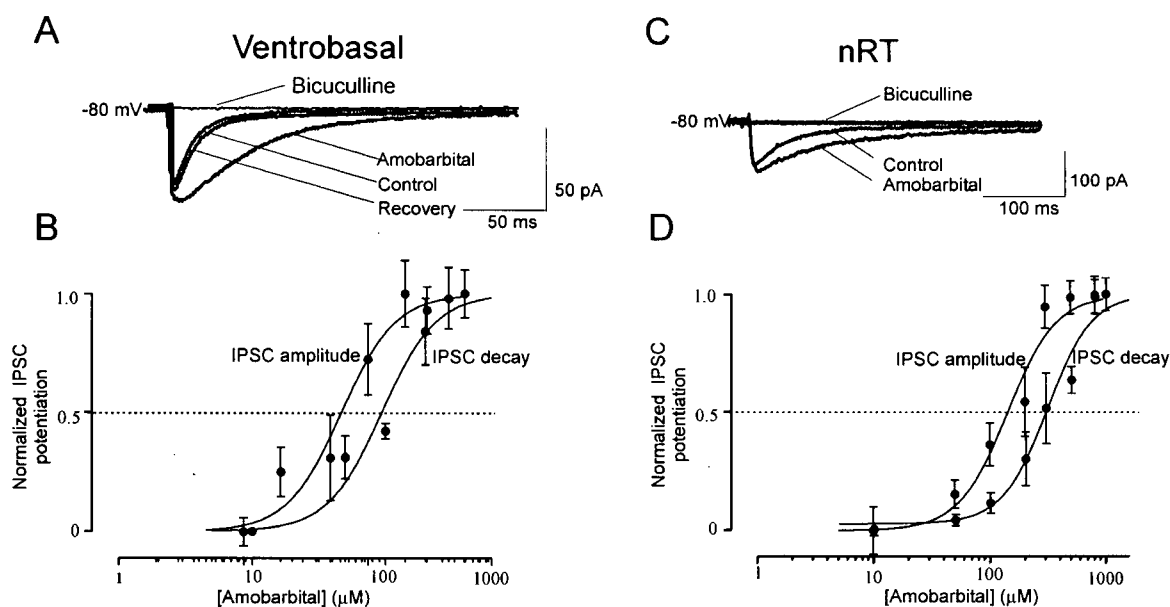 A
Ventrobasal
Bicuculline
-80 mV
Amobarbital
Control
Recovery
50 pA
50 ms
C
nRT
Bicuculline
-80 mV
Control
Amobarbital
100 pA
100 ms
B
Normalized IPSC
potentiation
1.0
0.5
0
IPSC amplitude
IPSC decay
1
10
100
1000
[Amobarbital] (µM)
D
Normalized IPSC
potentiation
1.0
0.5
0
IPSC amplitude
IPSC decay
1
10
100
1000
[Amobarbital] (µM)